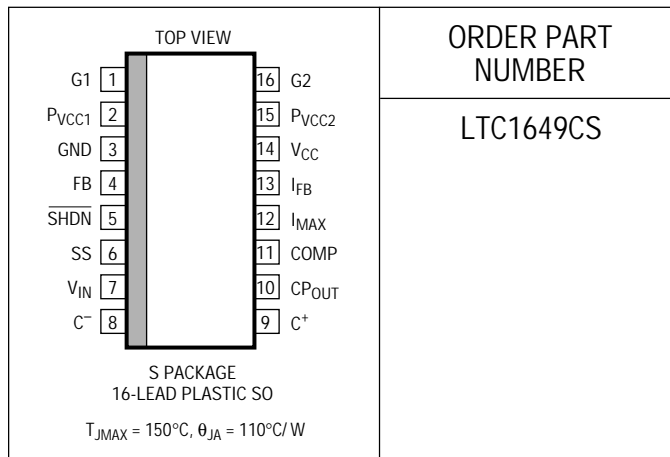 TOP VIEW
G1 1
PVCC1 2
GND 3
FB 4
SHDN 5
SS 6
VIN 7
C– 8
16 G2
15 PVCC2
14 VCC
13 IFB
12 IMAX
11 COMP
10 CPOUT
9 C+
S PACKAGE
16-LEAD PLASTIC SO
TJMAX = 150°C, θJA = 110°C/ W
ORDER PART
NUMBER
LTC1649CS